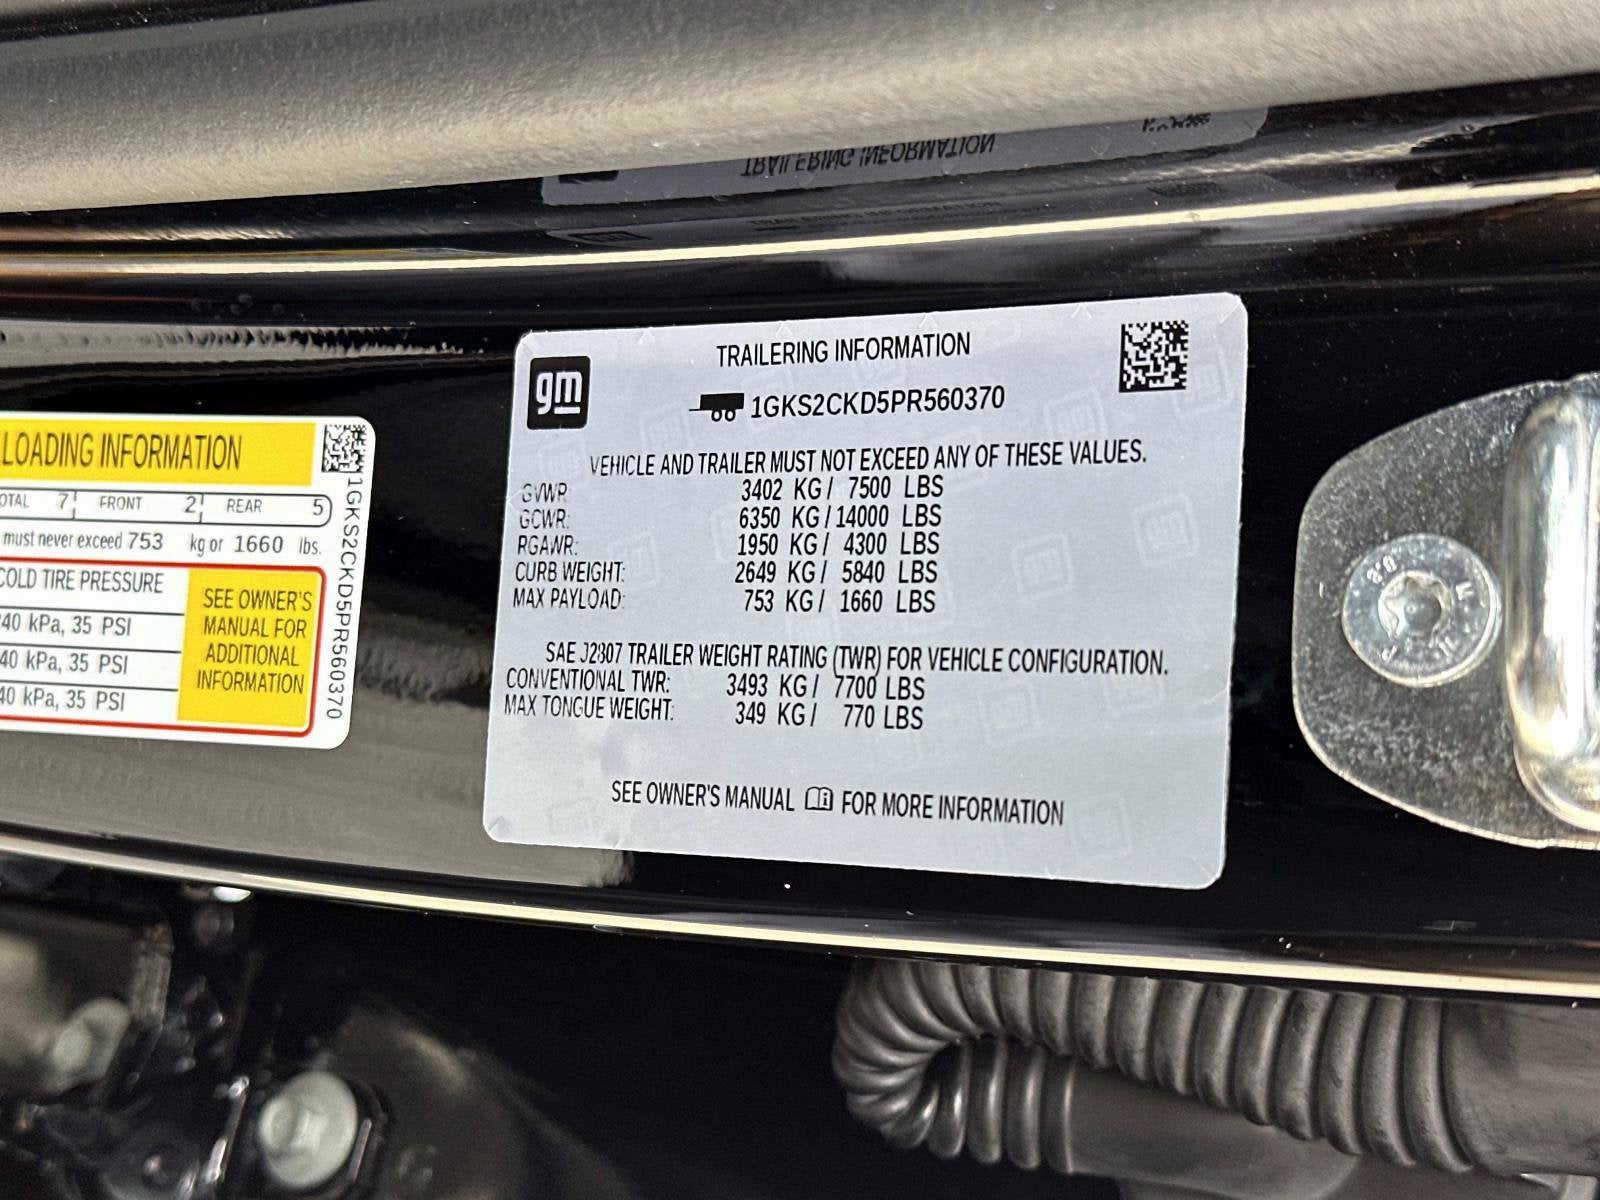 TRAILERING INFORMATION
LOADING INFORMATION
OTAL 7 FRONT 2 REAR 5
must never exceed 753 kg or 1660 lbs.
COLD TIRE PRESSURE
40 kPa, 35 PSI
40 kPa, 35 PSI
40 kPa, 35 PSI
SEE OWNER'S
MANUAL FOR
ADDITIONAL
INFORMATION
1GKS2CKD5PR560370
gm
TRAILERING INFORMATION
1GKS2CKD5PR560370
VEHICLE AND TRAILER MUST NOT EXCEED ANY OF THESE VALUES.
GVWR: 3402 KG/ 7500 LBS
GCWR: 6350 KG/14000 LBS
RGAWR: 1950 KG/ 4300 LBS
CURB WEIGHT: 2649 KG/ 5840 LBS
MAX PAYLOAD: 753 KG/ 1660 LBS
SAE J2807 TRAILER WEIGHT RATING (TWR) FOR VEHICLE CONFIGURATION.
CONVENTIONAL TWR: 3493 KG/ 7700 LBS
MAX TONGUE WEIGHT: 349 KG/ 770 LBS
SEE OWNER'S MANUAL FOR MORE INFORMATION